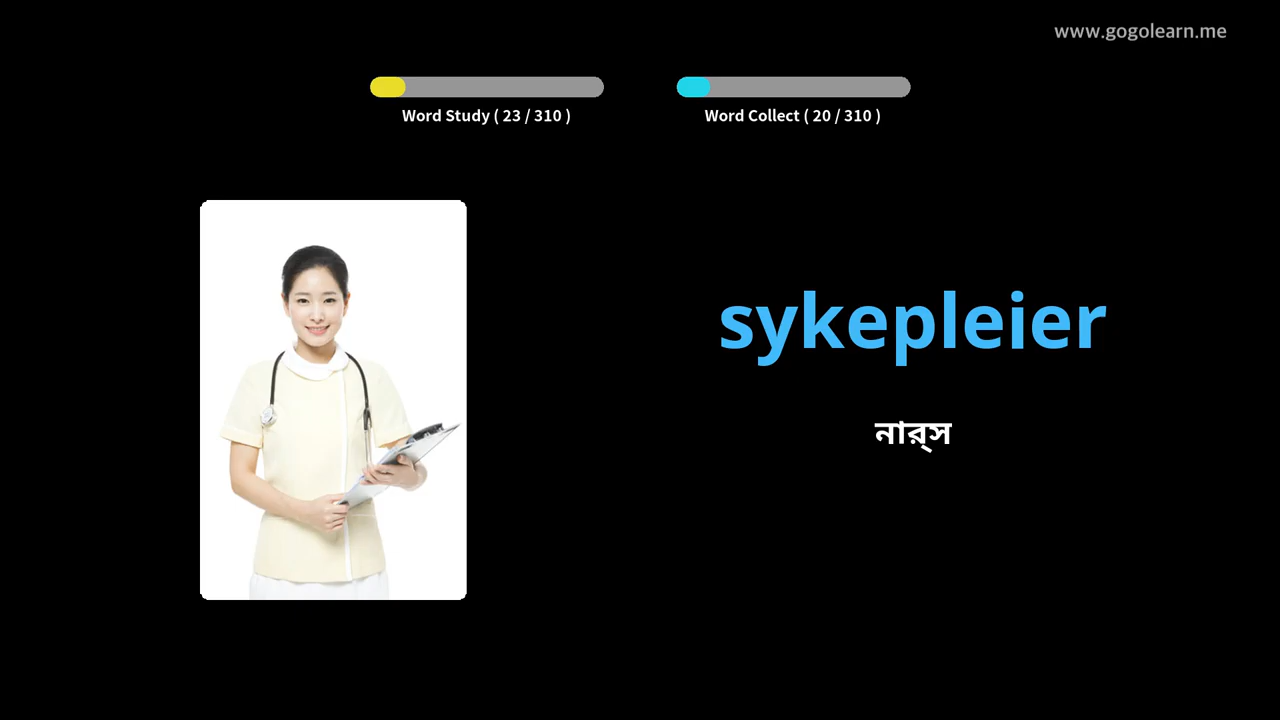 www.gogolearn.me
Word Study ( 23 / 310 )
Word Collect ( 20 / 310 )
sykepleier
নার্স